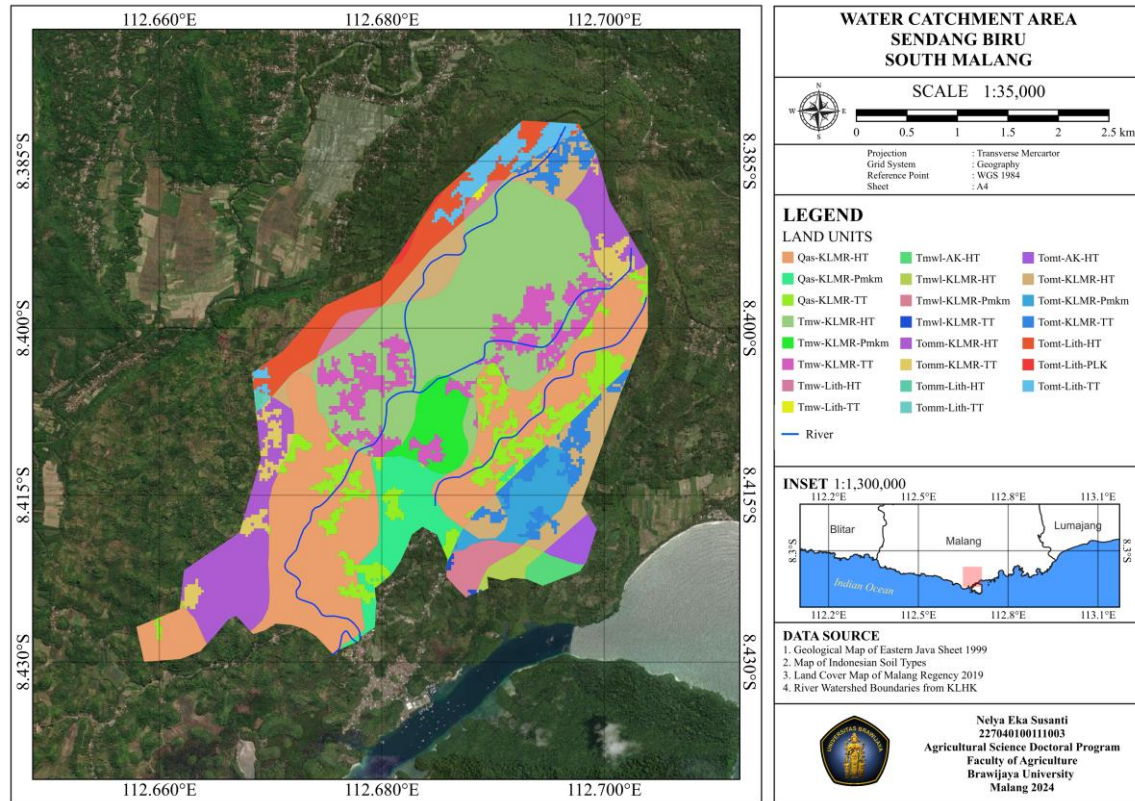 112.660°E
112.680°E
112.700°E
8.385°S
8.400°S
8.415°S
8.430°S
8.385°S
8.400°S
8.415°S
8.430°S
112.660°E
112.680°E
112.700°E
WATER CATCHMENT AREA
SENDANG BIRU
SOUTH MALANG
N
W E
S
SCALE 1:35,000
0 0.5 1 1.5 2 2.5 km
Projection : Transverse Mercartor
Grid System : Geography
Reference Point : WGS 1984
Sheet : A4
LEGEND
LAND UNITS
Qas-KLMR-HT
Qas-KLMR-Pmkm
Qas-KLMR-TT
Tmw-KLMR-HT
Tmw-KLMR-Pmkm
Tmw-KLMR-TT
Tmw-Lith-HT
Tmw-Lith-TT
Tmwl-AK-HT
Tmwl-KLMR-HT
Tmwl-KLMR-Pmkm
Tmwl-KLMR-TT
Tomm-KLMR-HT
Tomm-KLMR-TT
Tomm-Lith-HT
Tomm-Lith-TT
Tomt-AK-HT
Tomt-KLMR-HT
Tomt-KLMR-Pmkm
Tomt-KLMR-TT
Tomt-Lith-HT
Tomt-Lith-PLK
Tomt-Lith-TT
River
INSET 1:1,300,000
112.2°E 112.5°E 112.8°E 113.1°E
Blitar
Malang
Lumajang
8.3°S
8.3°S
Indian Ocean
112.2°E 112.5°E 112.8°E 113.1°E
DATA SOURCE
1. Geological Map of Eastern Java Sheet 1999
2. Map of Indonesian Soil Types
3. Land Cover Map of Malang Regency 2019
4. River Watershed Boundaries from KLHK
UNIVERSITAS BRAWIJAYA
Nelya Eka Susanti
227040100111003
Agricultural Science Doctoral Program
Faculty of Agriculture
Brawijaya University
Malang 2024